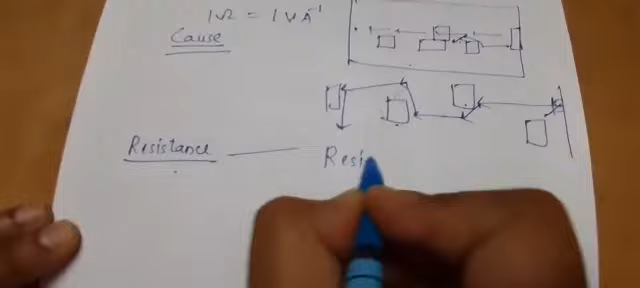 1Ω = 1 V A⁻¹
Cause
Resistance — Resi